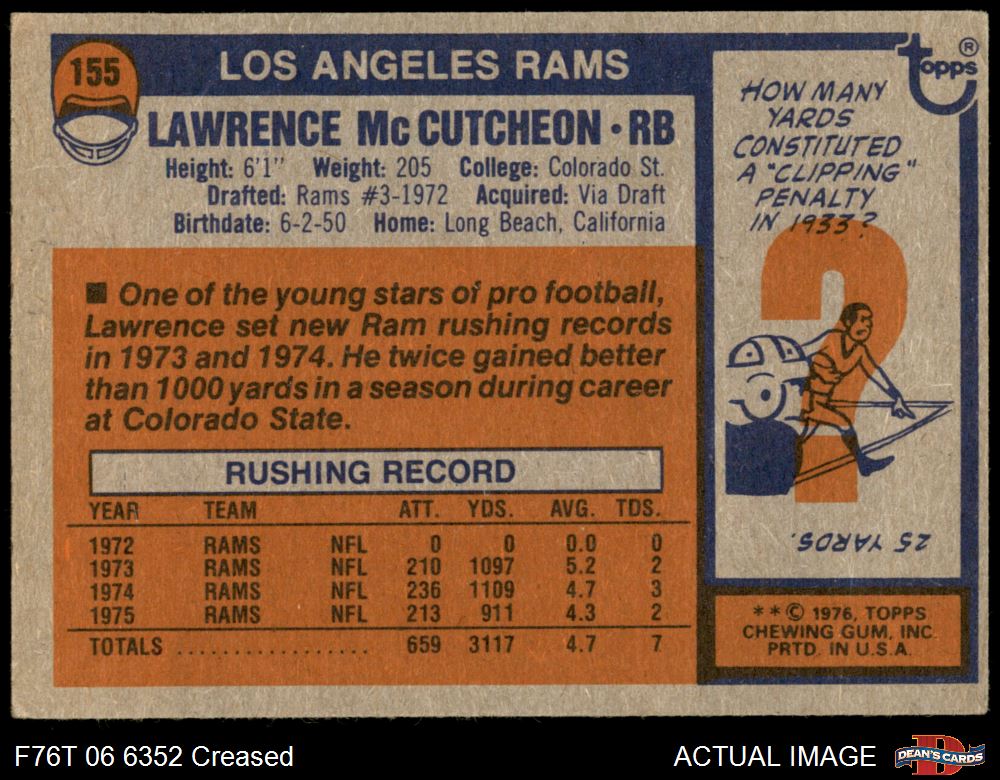 155
LOS ANGELES RAMS
LAWRENCE McCUTCHEON • RB
Height: 6'1" Weight: 205 College: Colorado St.
Drafted: Rams #3-1972 Acquired: Via Draft
Birthdate: 6-2-50 Home: Long Beach, California
■ One of the young stars of pro football,
Lawrence set new Ram rushing records
in 1973 and 1974. He twice gained better
than 1000 yards in a season during career
at Colorado State.
RUSHING RECORD
YEAR TEAM ATT. YDS. AVG. TDS.
1972 RAMS NFL 0 0 0.0 0
1973 RAMS NFL 210 1097 5.2 2
1974 RAMS NFL 236 1109 4.7 3
1975 RAMS NFL 213 911 4.3 2
TOTALS ................. 659 3117 4.7 7
topps ®
HOW MANY
YARDS
CONSTITUTED
A "CLIPPING"
PENALTY
IN 1933?
?
25 YARDS.
* * © 1976, TOPPS
CHEWING GUM, INC.
PRTD. IN U.S.A.
F76T 06 6352 Creased
ACTUAL IMAGE
D
DEAN'S CARDS